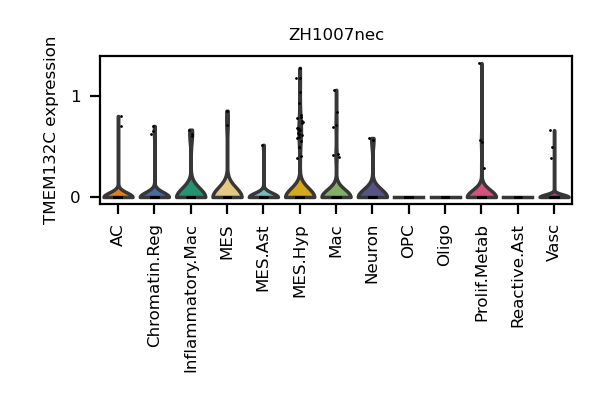 ZH1007nec
TMEM132C expression
1
0
AC
Chromatin.Reg
Inflammatory.Mac
MES
MES.Ast
MES.Hyp
Mac
Neuron
OPC
Oligo
Prolif.Metab
Reactive.Ast
Vasc